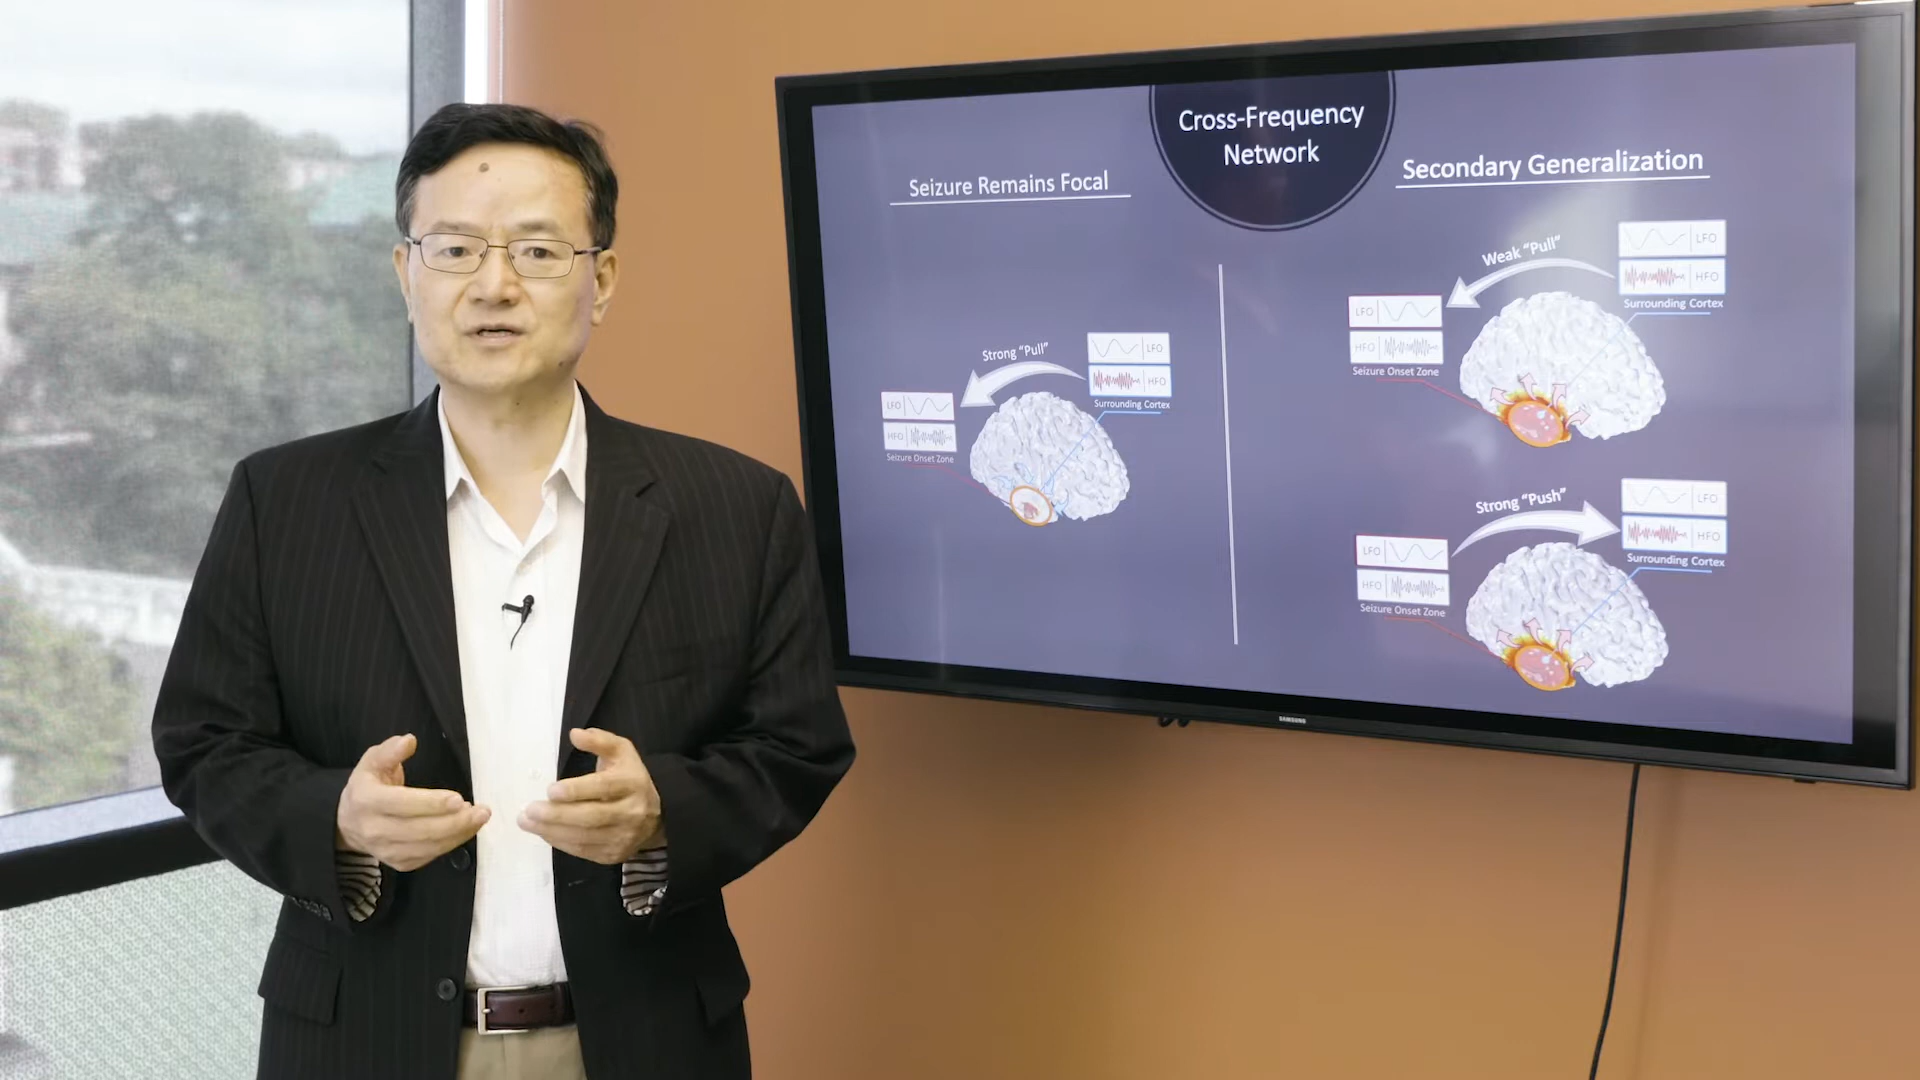 Cross-Frequency
Network
Seizure Remains Focal
Strong "Pull"
LFO
HFO
Surrounding Cortex
LFO
HFO
Seizure Onset Zone
Secondary Generalization
Weak "Pull"
LFO
HFO
Surrounding Cortex
LFO
HFO
Seizure Onset Zone
Strong "Push"
LFO
HFO
Surrounding Cortex
LFO
HFO
Seizure Onset Zone
SAMSUNG